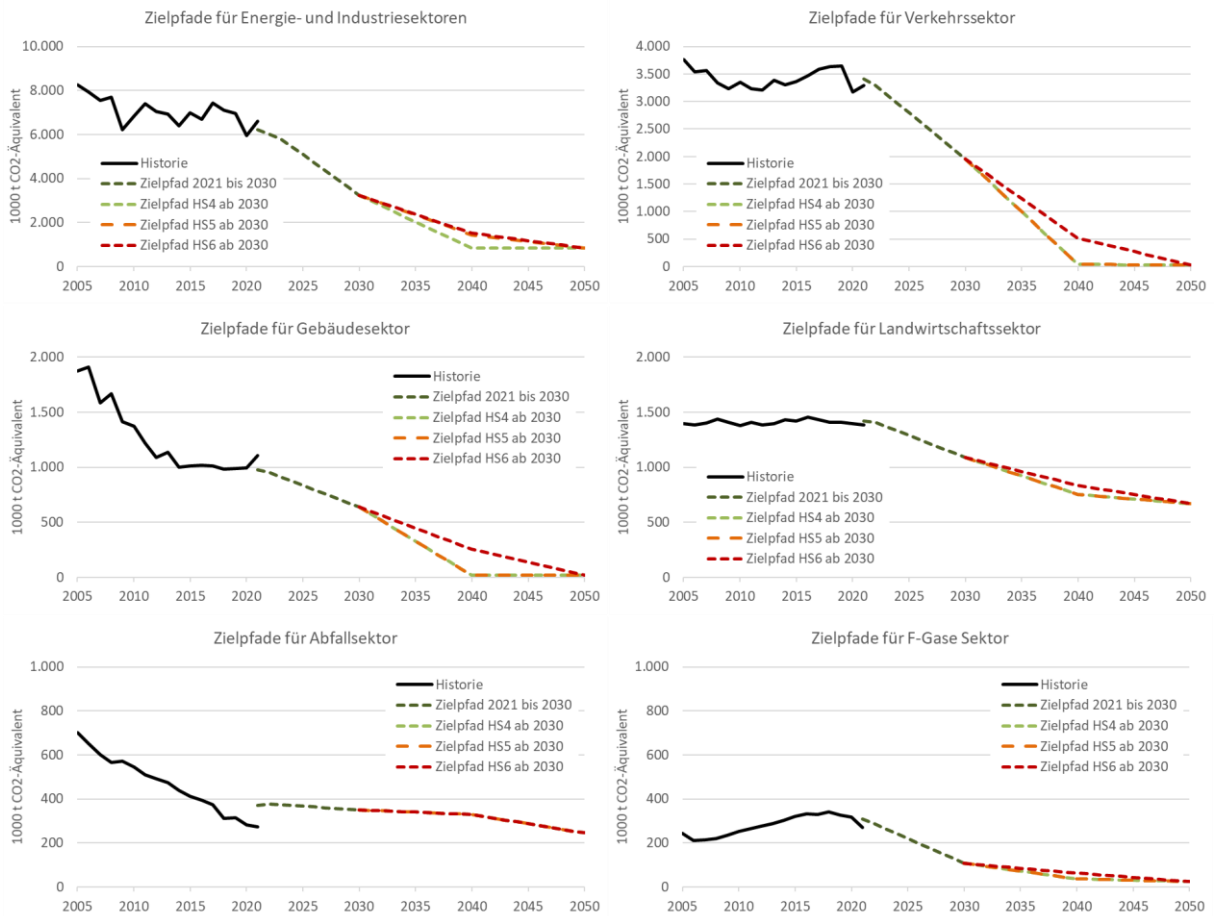 Zielpfade für Energie- und Industriesektoren
1000 t CO2-Äquivalent
10.000
8.000
6.000
4.000
2.000
0
Historie
Zielpfad 2021 bis 2030
Zielpfad HS4 ab 2030
Zielpfad HS5 ab 2030
Zielpfad HS6 ab 2030
2005 2010 2015 2020 2025 2030 2035 2040 2045 2050
Zielpfade für Verkehrssektor
1000 t CO2-Äquivalent
4.000
3.500
3.000
2.500
2.000
1.500
1.000
500
0
Historie
Zielpfad 2021 bis 2030
Zielpfad HS4 ab 2030
Zielpfad HS5 ab 2030
Zielpfad HS6 ab 2030
2005 2010 2015 2020 2025 2030 2035 2040 2045 2050
Zielpfade für Gebäudesektor
1000 t CO2-Äquivalent
2.000
1.500
1.000
500
0
Historie
Zielpfad 2021 bis 2030
Zielpfad HS4 ab 2030
Zielpfad HS5 ab 2030
Zielpfad HS6 ab 2030
2005 2010 2015 2020 2025 2030 2035 2040 2045 2050
Zielpfade für Landwirtschaftssektor
1000 t CO2-Äquivalent
2.000
1.500
1.000
500
0
Historie
Zielpfad 2021 bis 2030
Zielpfad HS4 ab 2030
Zielpfad HS5 ab 2030
Zielpfad HS6 ab 2030
2005 2010 2015 2020 2025 2030 2035 2040 2045 2050
Zielpfade für Abfallsektor
1000 t CO2-Äquivalent
1.000
800
600
400
200
0
Historie
Zielpfad 2021 bis 2030
Zielpfad HS4 ab 2030
Zielpfad HS5 ab 2030
Zielpfad HS6 ab 2030
2005 2010 2015 2020 2025 2030 2035 2040 2045 2050
Zielpfade für F-Gase Sektor
1000 t CO2-Äquivalent
1.000
800
600
400
200
0
Historie
Zielpfad 2021 bis 2030
Zielpfad HS4 ab 2030
Zielpfad HS5 ab 2030
Zielpfad HS6 ab 2030
2005 2010 2015 2020 2025 2030 2035 2040 2045 2050